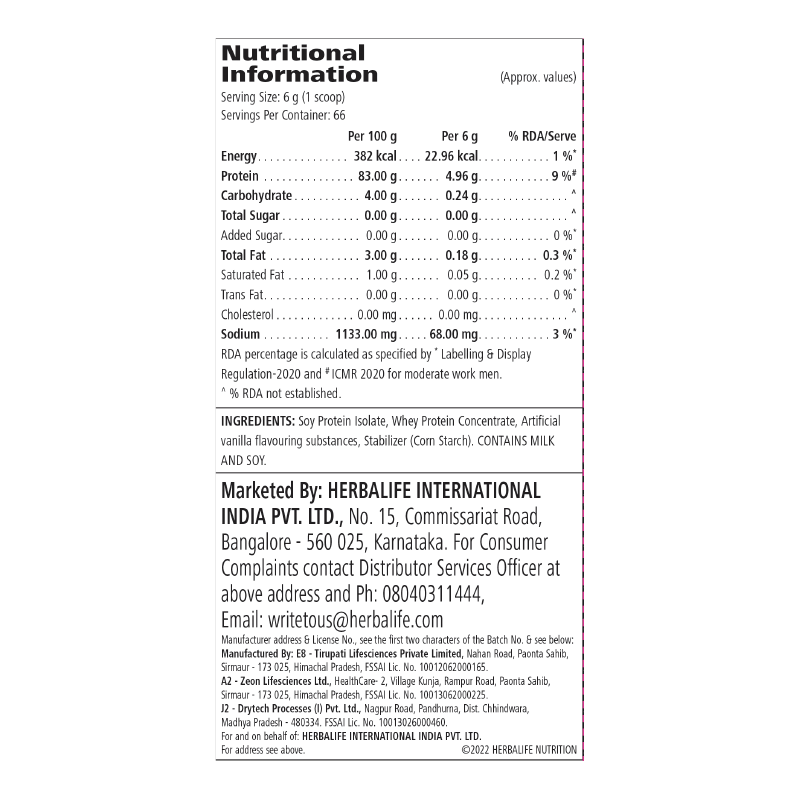 Nutritional
Information (Approx. values)
Serving Size: 6 g (1 scoop)
Servings Per Container: 66
Per 100 g Per 6 g % RDA/Serve
Energy............... 382 kcal.... 22.96 kcal........... 1 %*
Protein .............. 83.00 g....... 4.96 g........... 9 %#
Carbohydrate .......... 4.00 g....... 0.24 g.............. ^
Total Sugar ............ 0.00 g....... 0.00 g.............. ^
Added Sugar............ 0.00 g....... 0.00 g........... 0 %*
Total Fat .............. 3.00 g....... 0.18 g......... 0.3 %*
Saturated Fat ........... 1.00 g....... 0.05 g......... 0.2 %*
Trans Fat.............. 0.00 g....... 0.00 g........... 0 %*
Cholesterol ............ 0.00 mg...... 0.00 mg.............. ^
Sodium .......... 1133.00 mg..... 68.00 mg........... 3 %*
RDA percentage is calculated as specified by * Labelling & Display
Regulation-2020 and # ICMR 2020 for moderate work men.
^ % RDA not established.
INGREDIENTS: Soy Protein Isolate, Whey Protein Concentrate, Artificial
vanilla flavouring substances, Stabilizer (Corn Starch). CONTAINS MILK
AND SOY.
Marketed By: HERBALIFE INTERNATIONAL
INDIA PVT. LTD., No. 15, Commissariat Road,
Bangalore - 560 025, Karnataka. For Consumer
Complaints contact Distributor Services Officer at
above address and Ph: 08040311444,
Email: writetous@herbalife.com
Manufacturer address & License No., see the first two characters of the Batch No. & see below:
Manufactured By: E8 - Tirupati Lifesciences Private Limited, Nahan Road, Paonta Sahib,
Sirmaur - 173 025, Himachal Pradesh, FSSAI Lic. No. 10012062000165.
A2 - Zeon Lifesciences Ltd., HealthCare- 2, Village Kunja, Rampur Road, Paonta Sahib,
Sirmaur - 173 025, Himachal Pradesh, FSSAI Lic. No. 10013062000225.
J2 - Drytech Processes (I) Pvt. Ltd., Nagpur Road, Pandhurna, Dist. Chhindwara,
Madhya Pradesh - 480334. FSSAI Lic. No. 10013026000460.
For and on behalf of: HERBALIFE INTERNATIONAL INDIA PVT. LTD.
For address see above. ©2022 HERBALIFE NUTRITION